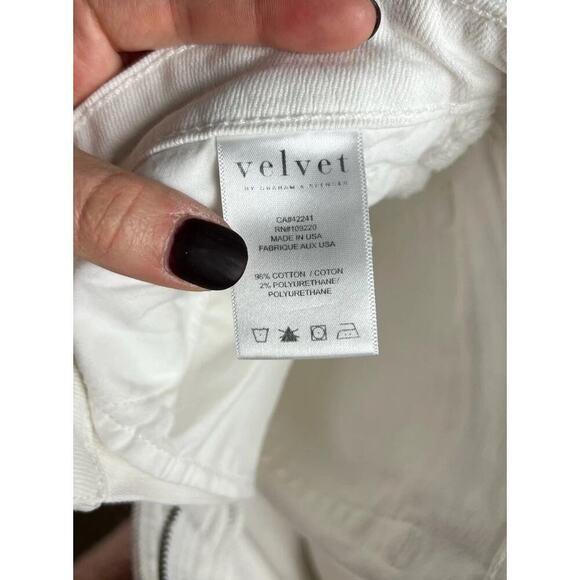 velvet
BY GRAHAM & SPENCER
CA#42241
RN#109220
MADE IN USA
FABRIQUE AUX USA
98% COTTON / COTON
2% POLYURETHANE/
POLYURETHANE